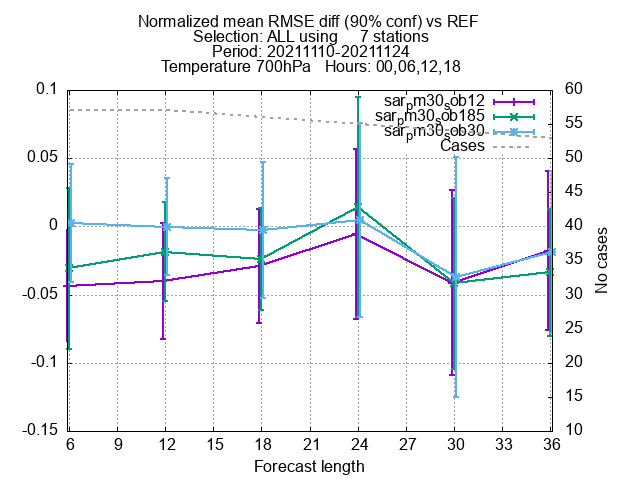 Normalized mean RMSE diff (90% conf) vs REF
Selection: ALL using     7 stations
Period: 20211110-20211124
Temperature 700hPa   Hours: 00,06,12,18
0.1
0.05
0
-0.05
-0.1
-0.15
sarpm30sob12
sarpm30sob185
sarpm30sob30
Cases
60
55
50
45
40
35
30
25
20
15
10
No cases
6 9 12 15 18 21 24 27 30 33 36
Forecast length